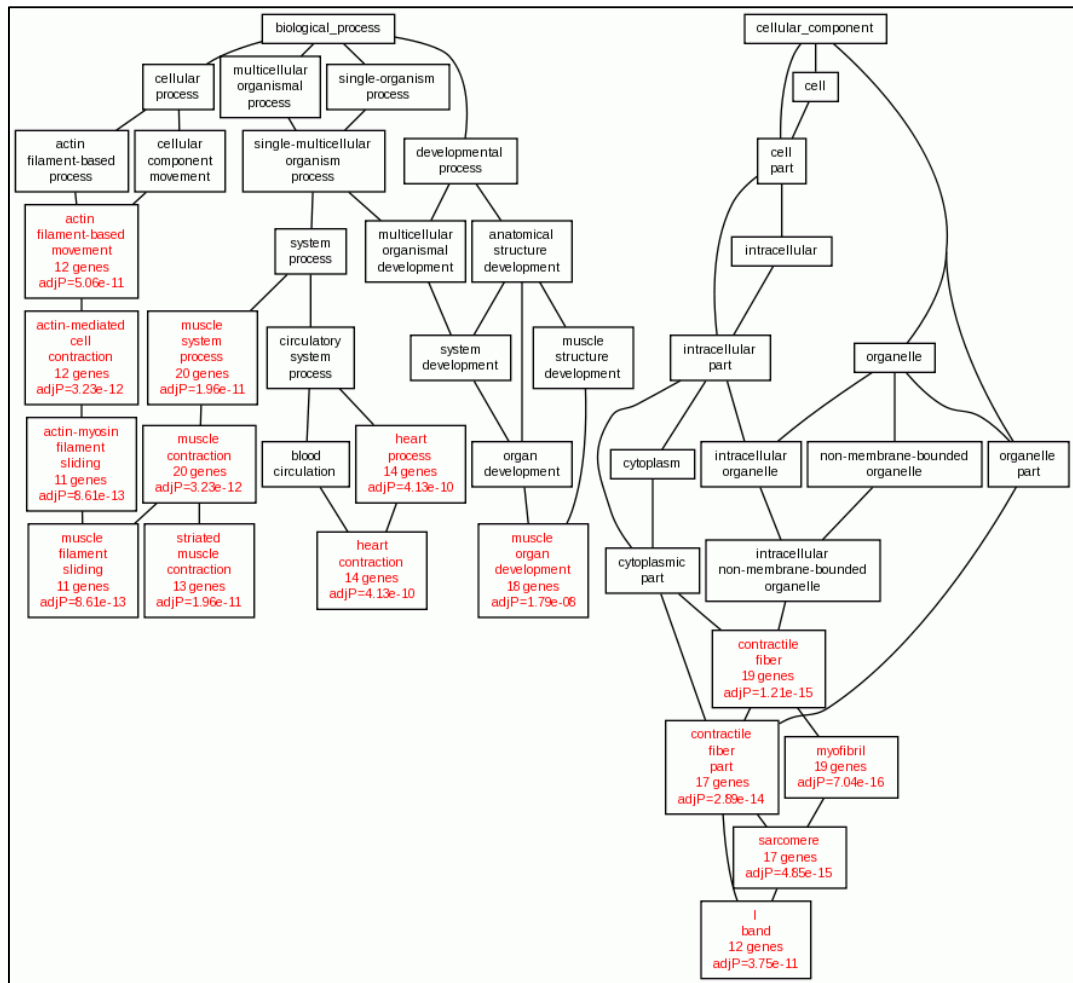 biological_process
cellular_component
cellular
process
multicellular
organismal
process
single-organism
process
cell
actin
filament-based
process
cellular
component
movement
single-multicellular
organism
process
developmental
process
cell
part
actin
filament-based
movement
12 genes
adjP=5.06e-11
system
process
multicellular
organismal
development
anatomical
structure
development
intracellular
actin-mediated
cell
contraction
12 genes
adjP=3.23e-12
muscle
system
process
20 genes
adjP=1.96e-11
circulatory
system
process
system
development
muscle
structure
development
intracellular
part
organelle
actin-myosin
filament
sliding
11 genes
adjP=8.61e-13
muscle
contraction
20 genes
adjP=3.23e-12
blood
circulation
heart
process
14 genes
adjP=4.13e-10
organ
development
cytoplasm
intracellular
organelle
non-membrane-bounded
organelle
organelle
part
muscle
filament
sliding
11 genes
adjP=8.61e-13
striated
muscle
contraction
13 genes
adjP=1.96e-11
heart
contraction
14 genes
adjP=4.13e-10
muscle
organ
development
18 genes
adjP=1.79e-08
cytoplasmic
part
intracellular
non-membrane-bounded
organelle
contractile
fiber
19 genes
adjP=1.21e-15
contractile
fiber
part
17 genes
adjP=2.89e-14
myofibril
19 genes
adjP=7.04e-16
sarcomere
17 genes
adjP=4.85e-15
I
band
12 genes
adjP=3.75e-11